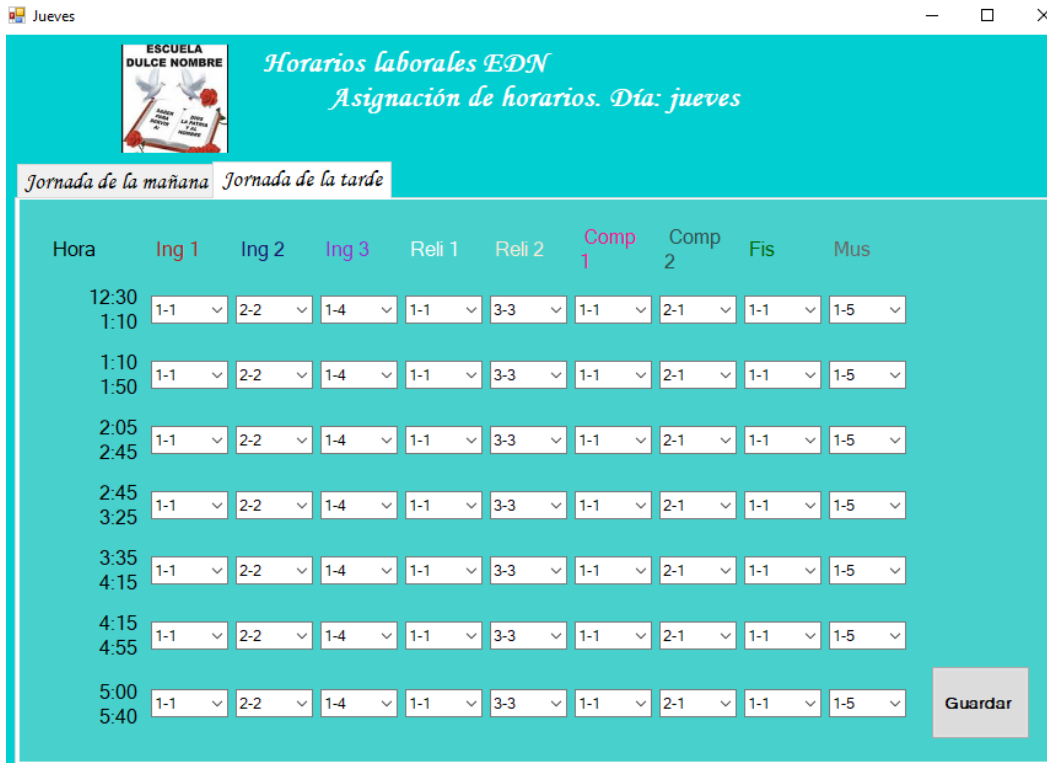 Jueves
ESCUELA
DULCE NOMBRE
SABER
PARA
SERVIR
A:
DIOS
LA PATRIA
Y AL
HOMBRE
Horarios laborales EDN
Asignación de horarios. Día: jueves
Jornada de la mañana Jornada de la tarde
Hora Ing 1 Ing 2 Ing 3 Reli 1 Reli 2 Comp 1 Comp 2 Fis Mus
12:30
1:10
1-1 2-2 1-4 1-1 3-3 1-1 2-1 1-1 1-5
1:10
1:50
1-1 2-2 1-4 1-1 3-3 1-1 2-1 1-1 1-5
2:05
2:45
1-1 2-2 1-4 1-1 3-3 1-1 2-1 1-1 1-5
2:45
3:25
1-1 2-2 1-4 1-1 3-3 1-1 2-1 1-1 1-5
3:35
4:15
1-1 2-2 1-4 1-1 3-3 1-1 2-1 1-1 1-5
4:15
4:55
1-1 2-2 1-4 1-1 3-3 1-1 2-1 1-1 1-5
5:00
5:40
1-1 2-2 1-4 1-1 3-3 1-1 2-1 1-1 1-5
Guardar